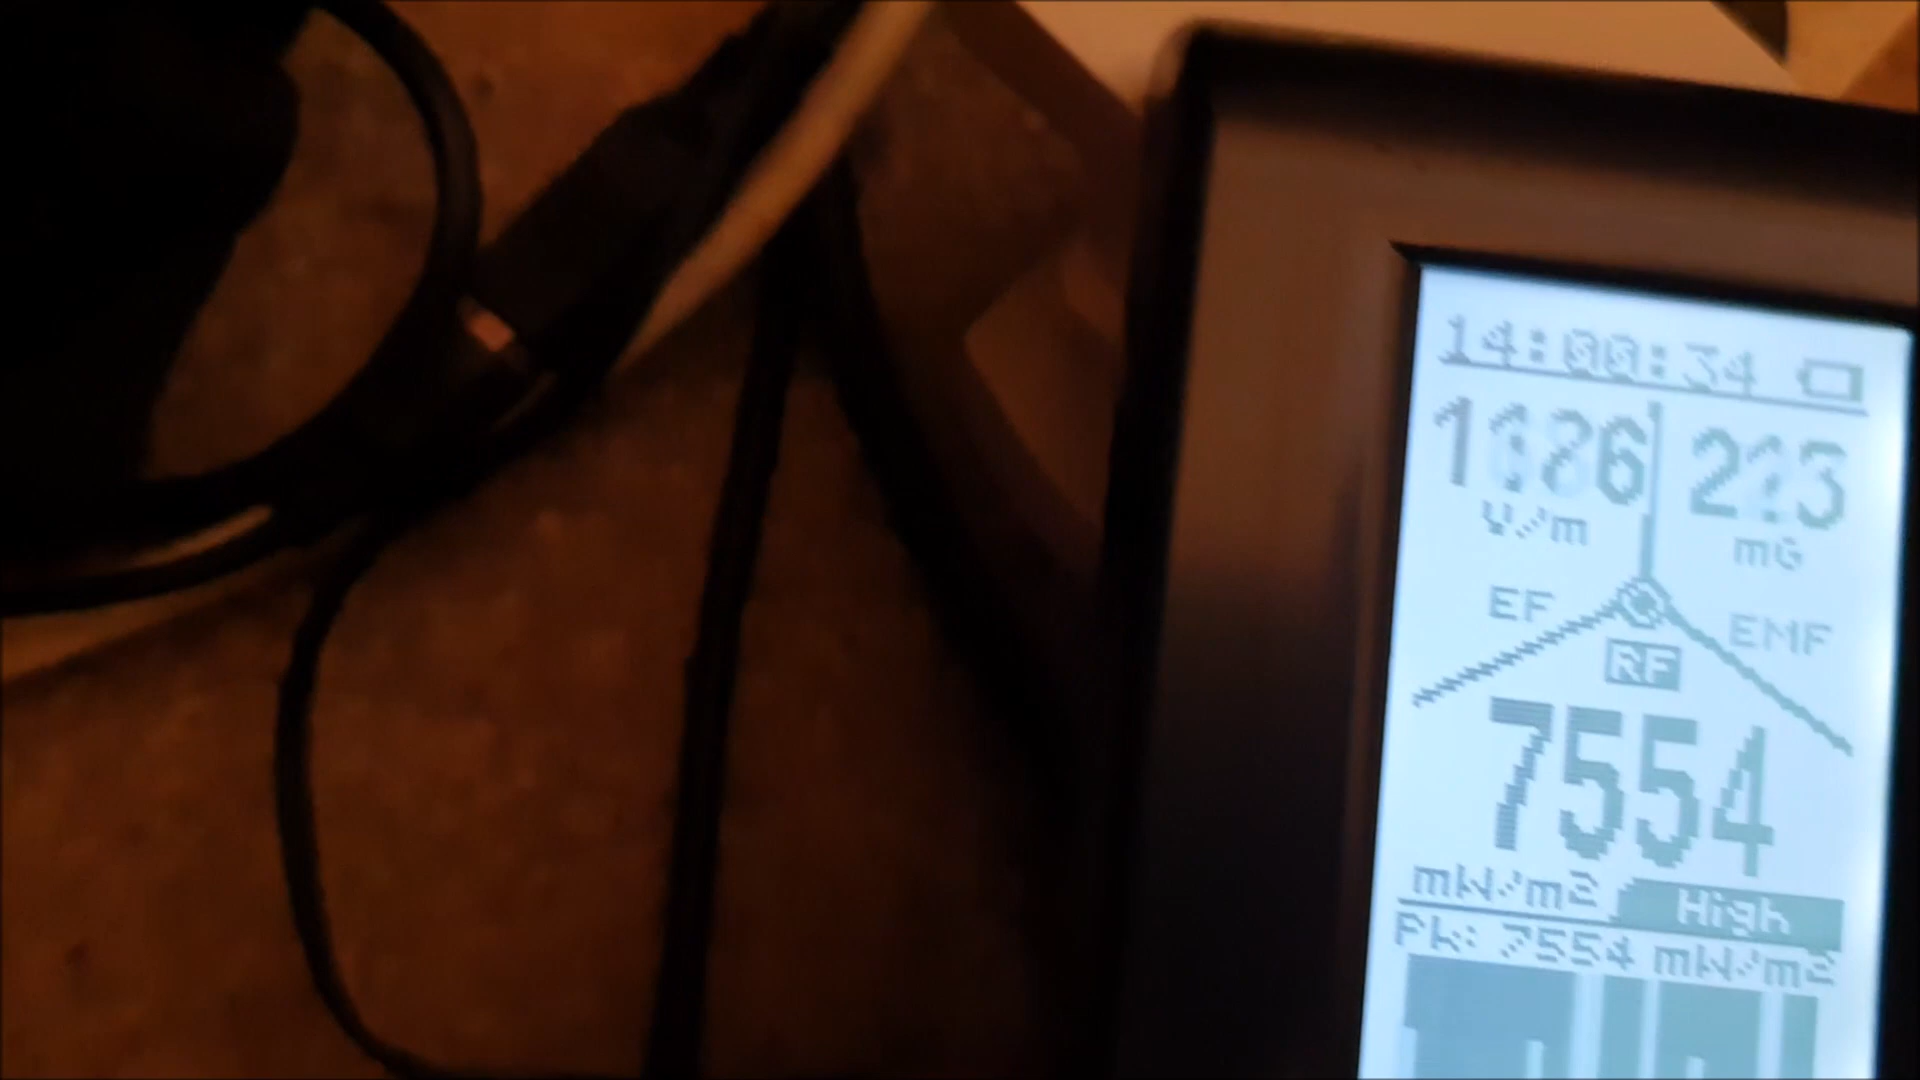 14:00:34
V/m
mG
EF
EMF
RF
7554
mW/m2
High
Pk: 7554 mW/m2